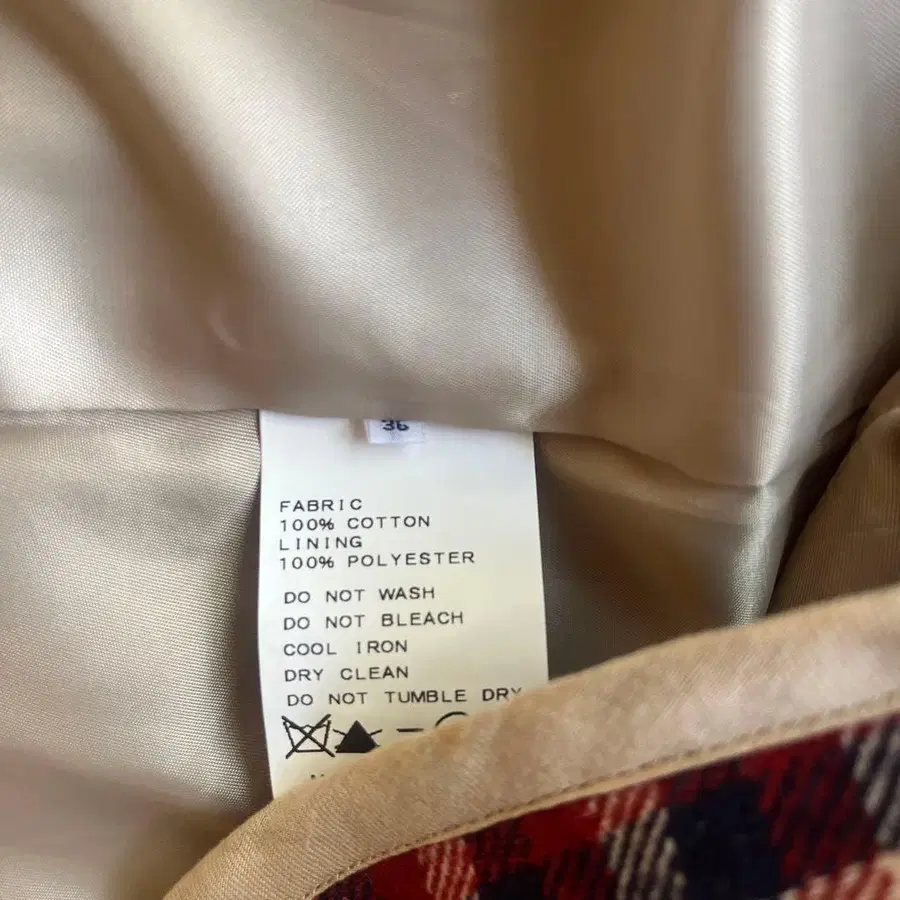 36
FABRIC
100% COTTON
LINING
100% POLYESTER
DO NOT WASH
DO NOT BLEACH
COOL IRON
DRY CLEAN
DO NOT TUMBLE DRY